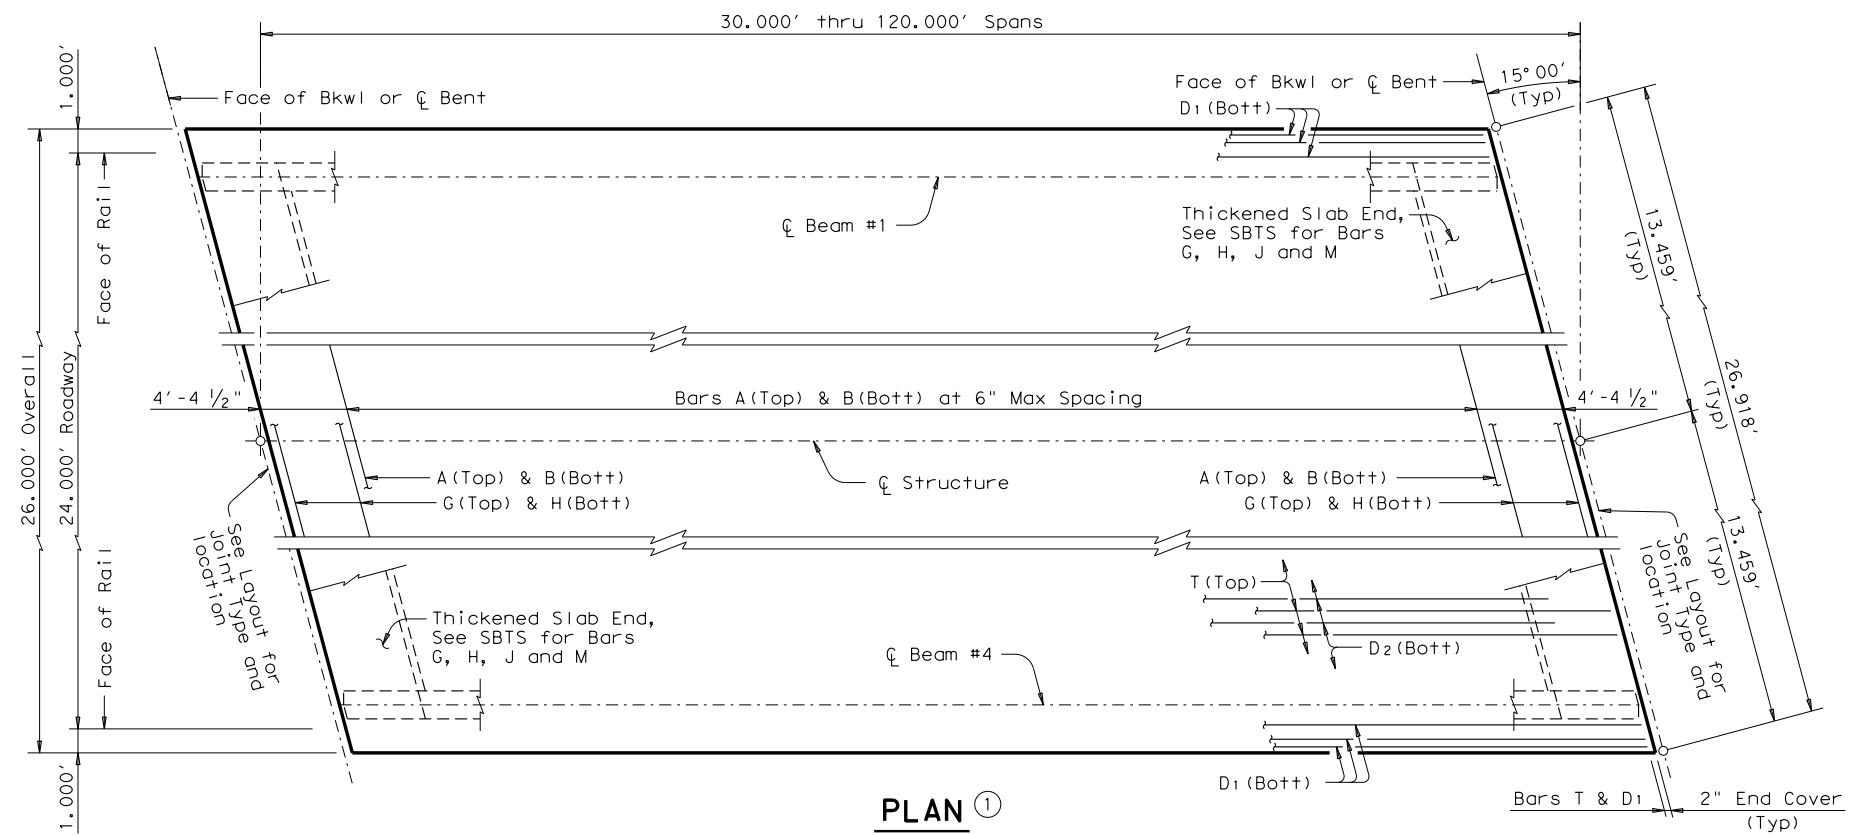 30.000' thru 120.000' Spans
1.000'
Face of Bkwl or ℄ Bent
Face of Bkwl or ℄ Bent
15°00'
(Typ)
D1(Bott)
Face of Rail
℄ Beam #1
Thickened Slab End,
See SBTS for Bars
G, H, J and M
13.459'
(Typ)
26.918'
(Typ)
26.000' Overall
24.000' Roadway
4'-4 ½"
Bars A(Top) & B(Bott) at 6" Max Spacing
4'-4 ½"
A(Top) & B(Bott)
G(Top) & H(Bott)
℄ Structure
A(Top) & B(Bott)
G(Top) & H(Bott)
See Layout for
Joint Type and
location
See Layout for
Joint Type and
location
13.459'
(Typ)
Face of Rail
T(Top)
D2(Bott)
Thickened Slab End,
See SBTS for Bars
G, H, J and M
℄ Beam #4
1.000'
D1(Bott)
Bars T & D1
2" End Cover
(Typ)
PLAN ①